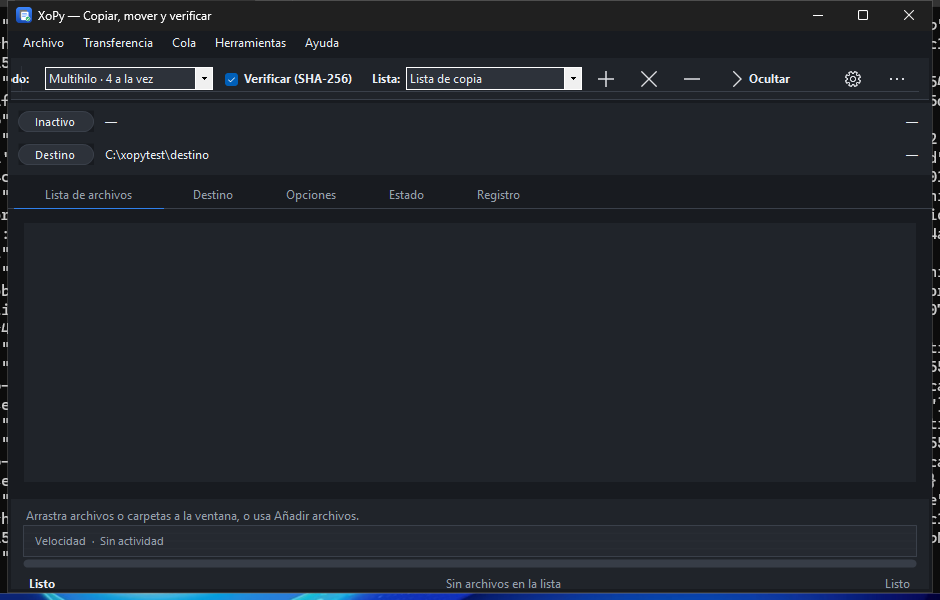 XoPy — Copiar, mover y verificar
Archivo Transferencia Cola Herramientas Ayuda
do: Multihilo · 4 a la vez Verificar (SHA-256) Lista: Lista de copia Ocultar
Inactivo —
Destino C:\xopytest\destino
Lista de archivos Destino Opciones Estado Registro
Arrastra archivos o carpetas a la ventana, o usa Añadir archivos.
Velocidad · Sin actividad
Listo Sin archivos en la lista Listo